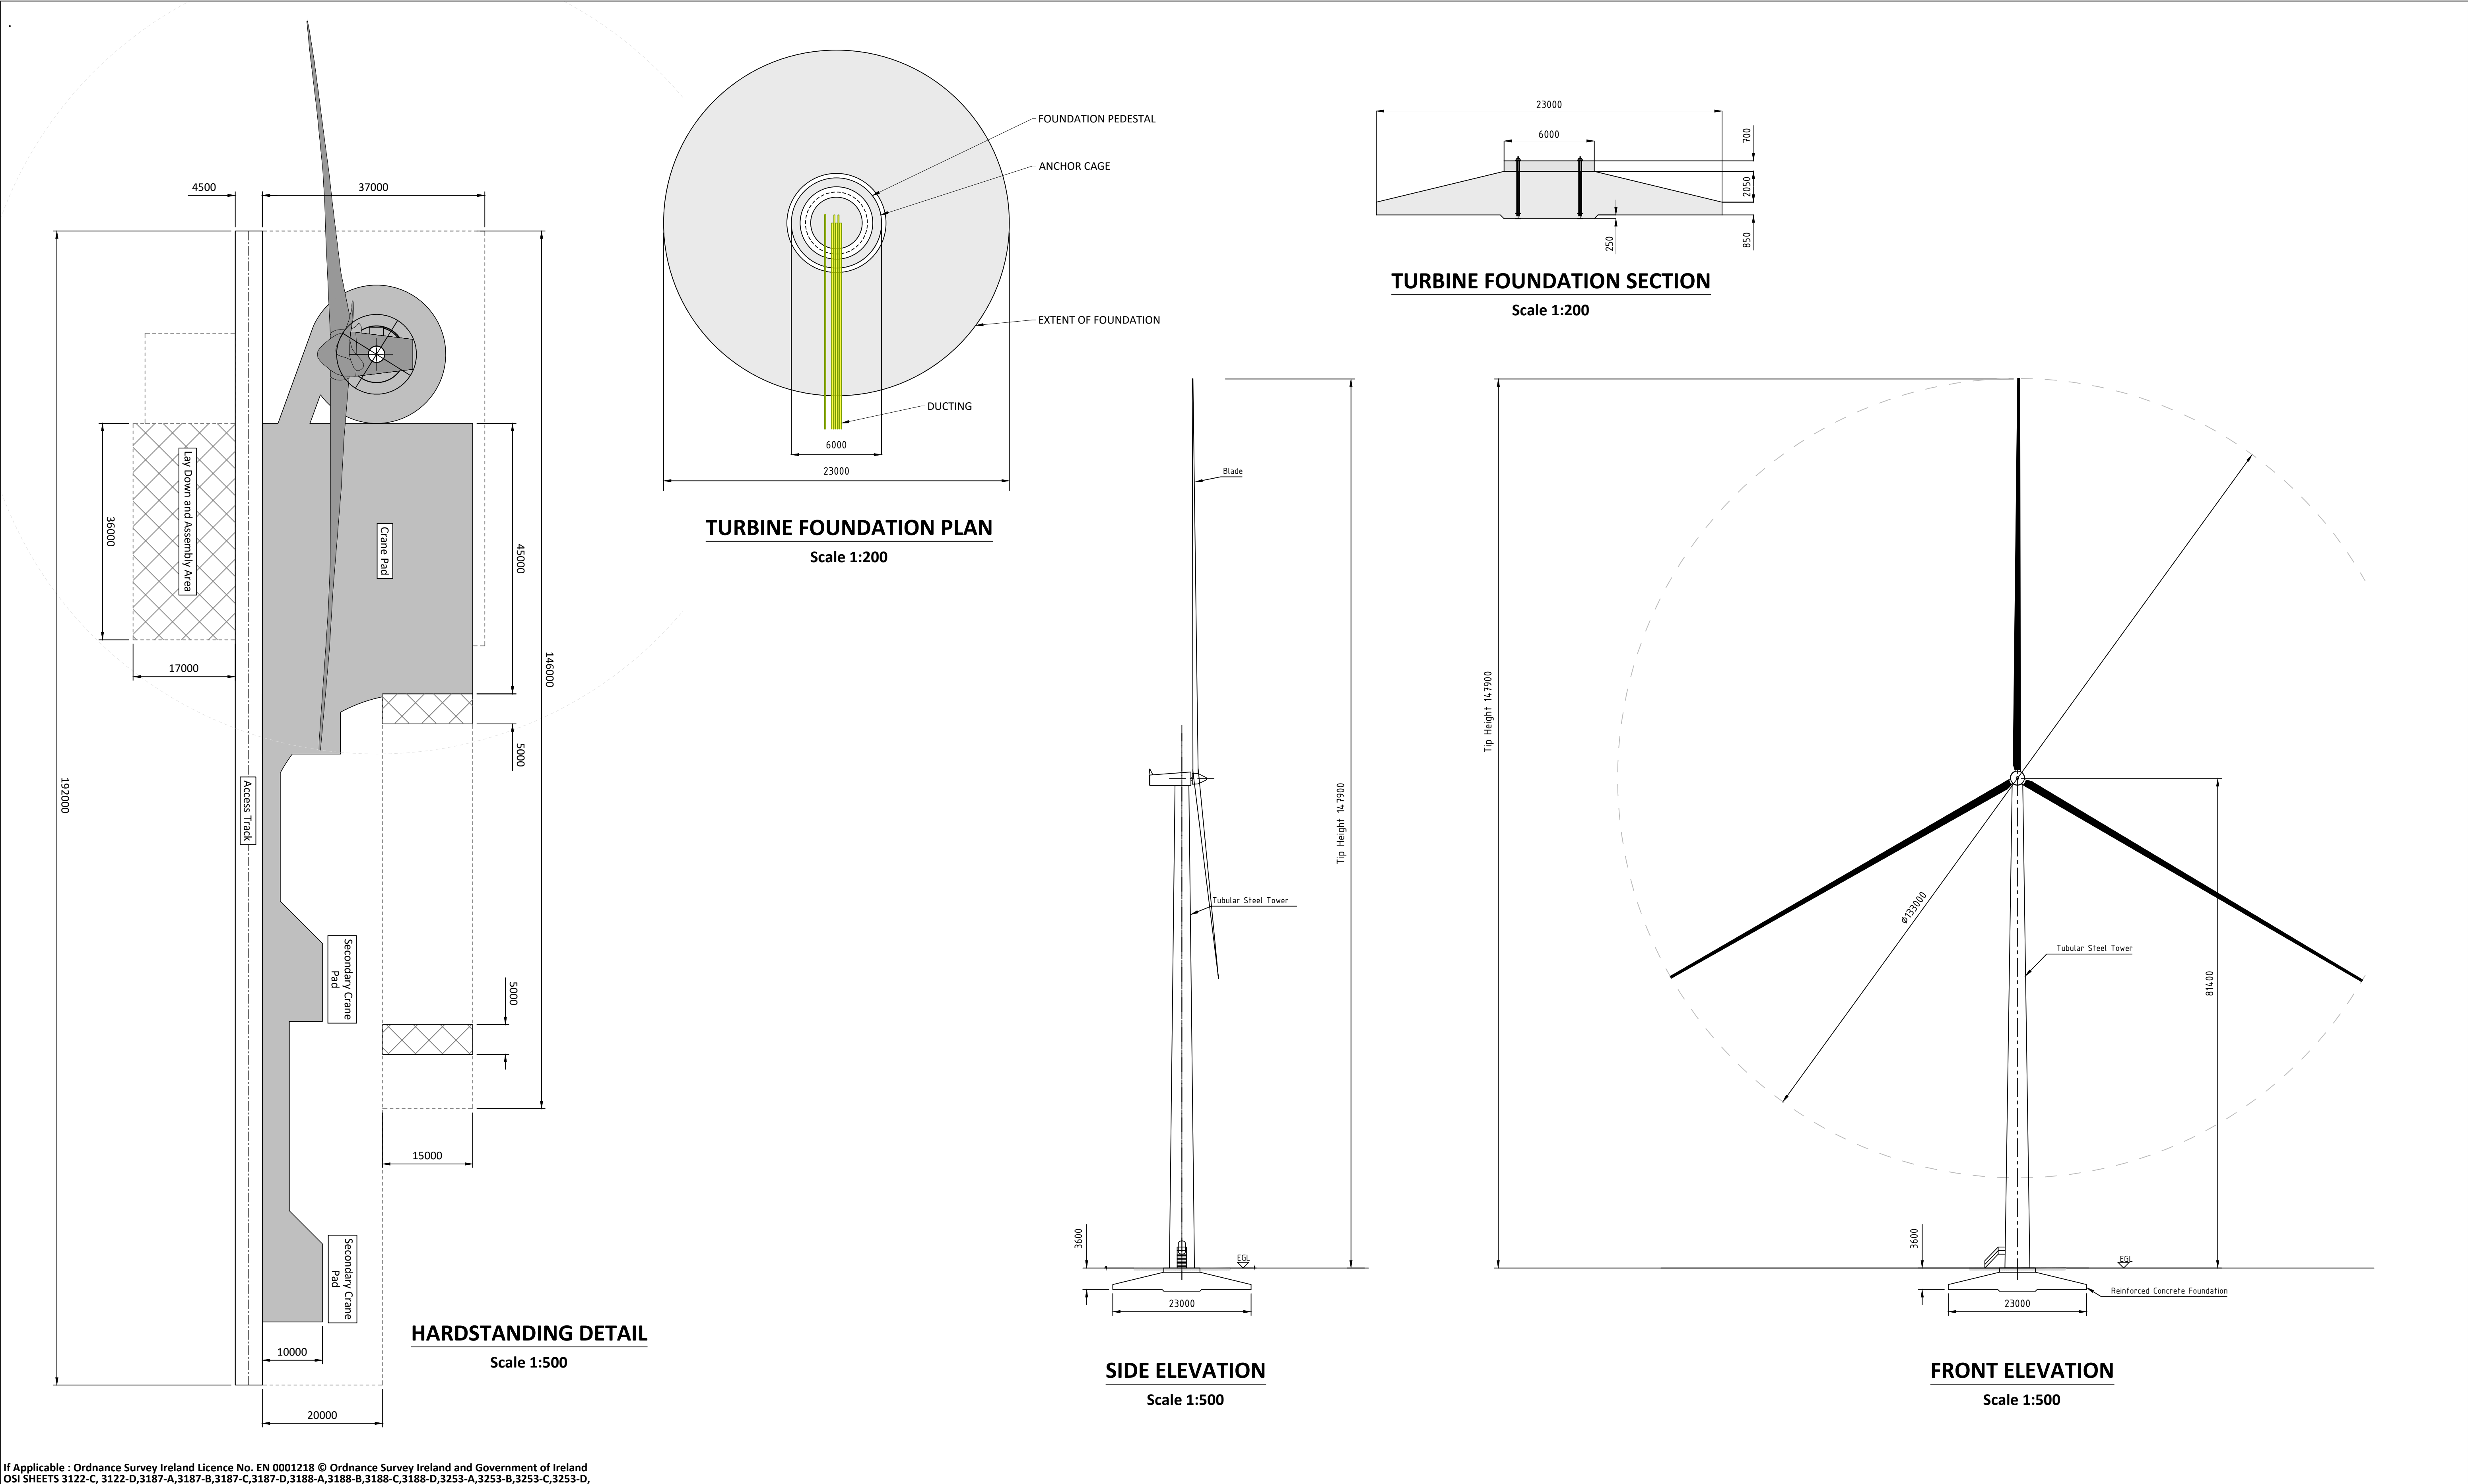 4500
37000
192000
36000
Lay Down and Assembly Area
17000
Crane Pad
45000
5000
146000
Access Track
Secondary Crane
Pad
5000
15000
Secondary Crane
Pad
10000
20000
HARDSTANDING DETAIL
Scale 1:500
FOUNDATION PEDESTAL
ANCHOR CAGE
EXTENT OF FOUNDATION
DUCTING
6000
23000
TURBINE FOUNDATION PLAN
Scale 1:200
23000
6000
700
2050
850
250
TURBINE FOUNDATION SECTION
Scale 1:200
Blade
Tip Height 147900
Tubular Steel Tower
3600
EGL
23000
SIDE ELEVATION
Scale 1:500
Tip Height 147900
Ø133000
Tubular Steel Tower
81400
3600
EGL
Reinforced Concrete Foundation
23000
FRONT ELEVATION
Scale 1:500
If Applicable : Ordnance Survey Ireland Licence No. EN 0001218 © Ordnance Survey Ireland and Government of Ireland
OSI SHEETS 3122-C, 3122-D,3187-A,3187-B,3187-C,3187-D,3188-A,3188-B,3188-C,3188-D,3253-A,3253-B,3253-C,3253-D,